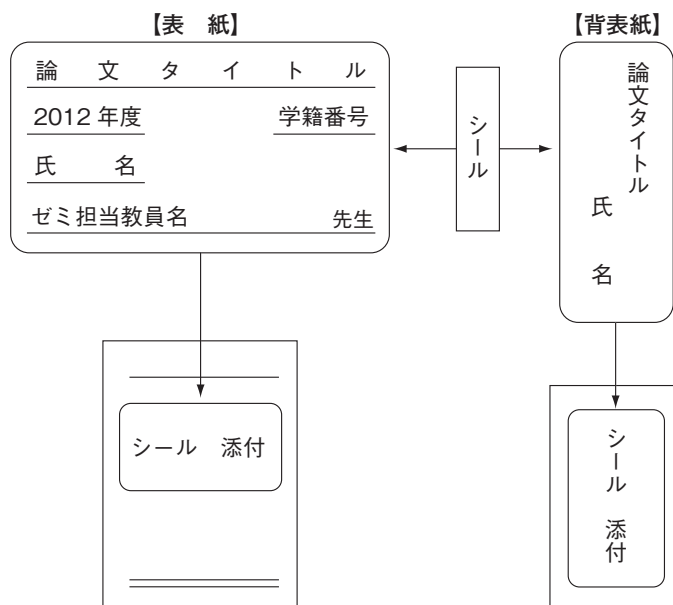 【表　紙】
論　文　タ　イ　ト　ル
2012 年度　学籍番号
氏　　名
ゼミ担当教員名　先生
シール　添付
シール
【背表紙】
論文タイトル
氏　名
シール　添付